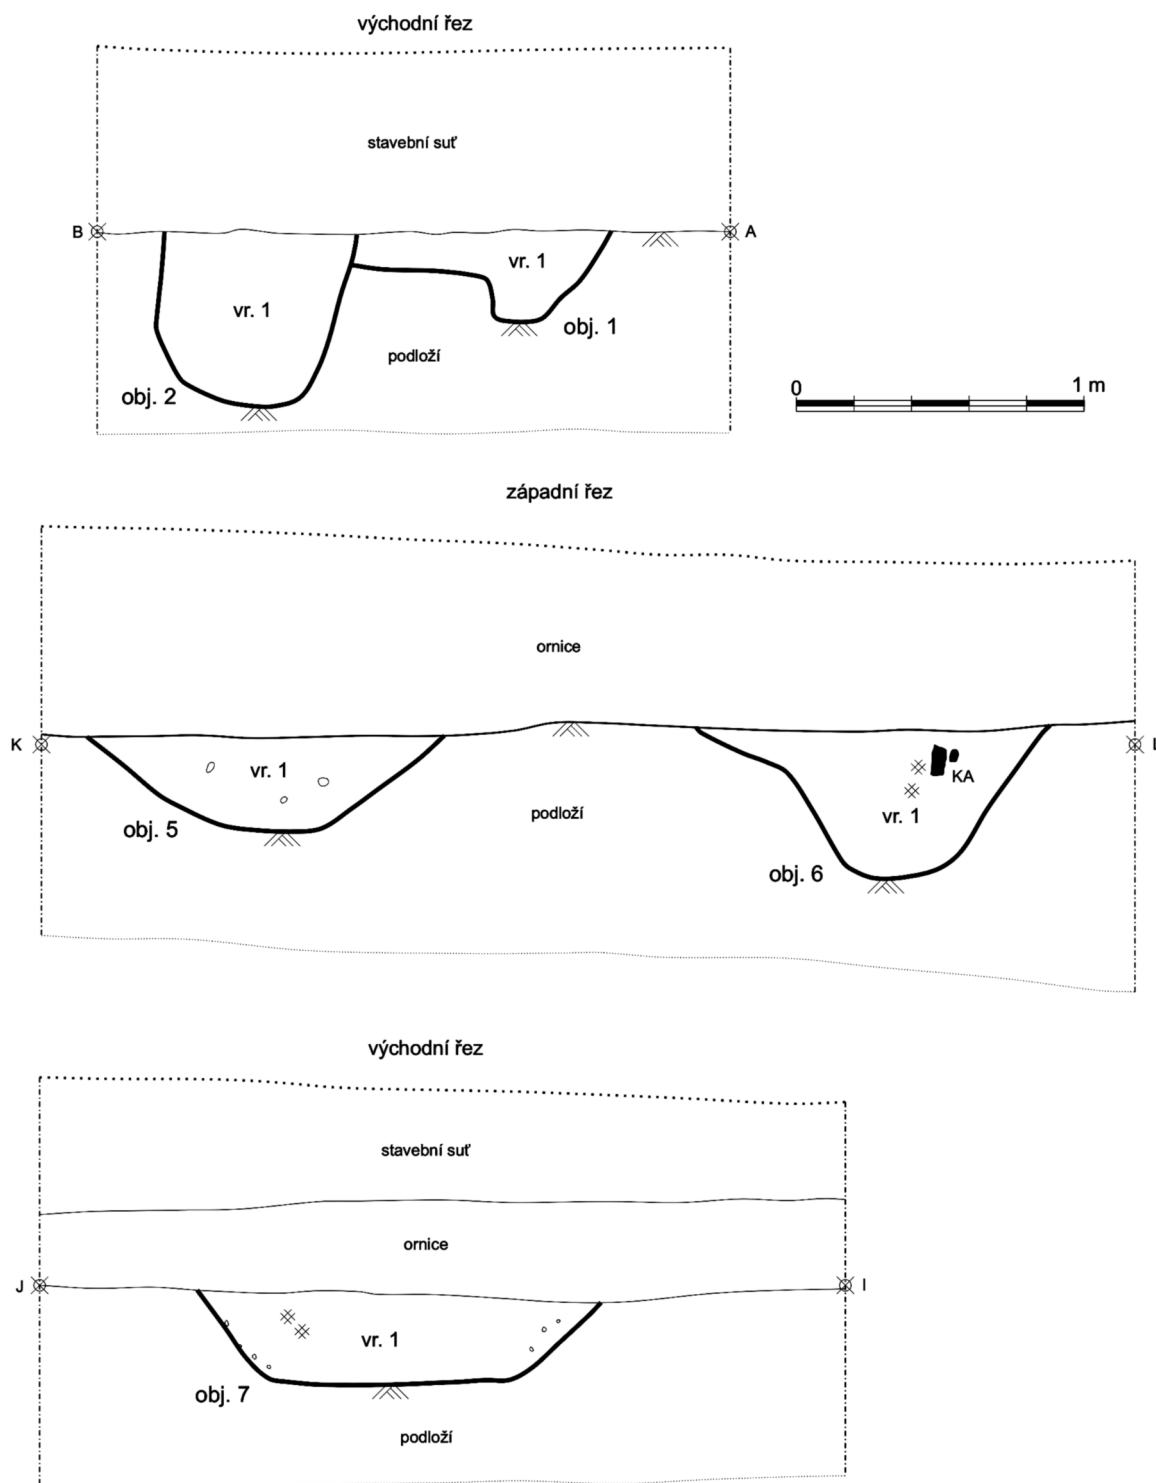 východní řez
stavební suť
B
A
vr. 1
vr. 1
obj. 1
podloží
obj. 2
0 1 m
západní řez
ornice
K
L
vr. 1
KA
podloží
vr. 1
obj. 5
obj. 6
východní řez
stavební suť
ornice
J
I
vr. 1
obj. 7
podloží